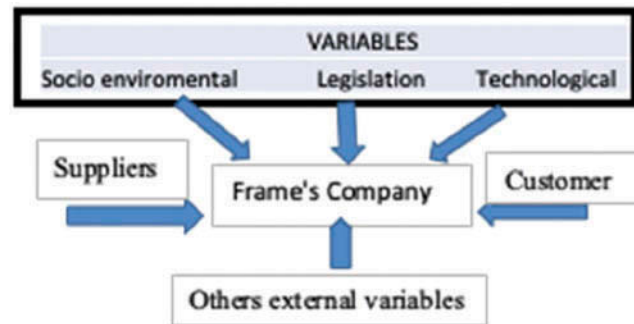 VARIABLES
Socio enviromental Legislation Technological
Suppliers
Frame's Company
Customer
Others external variables